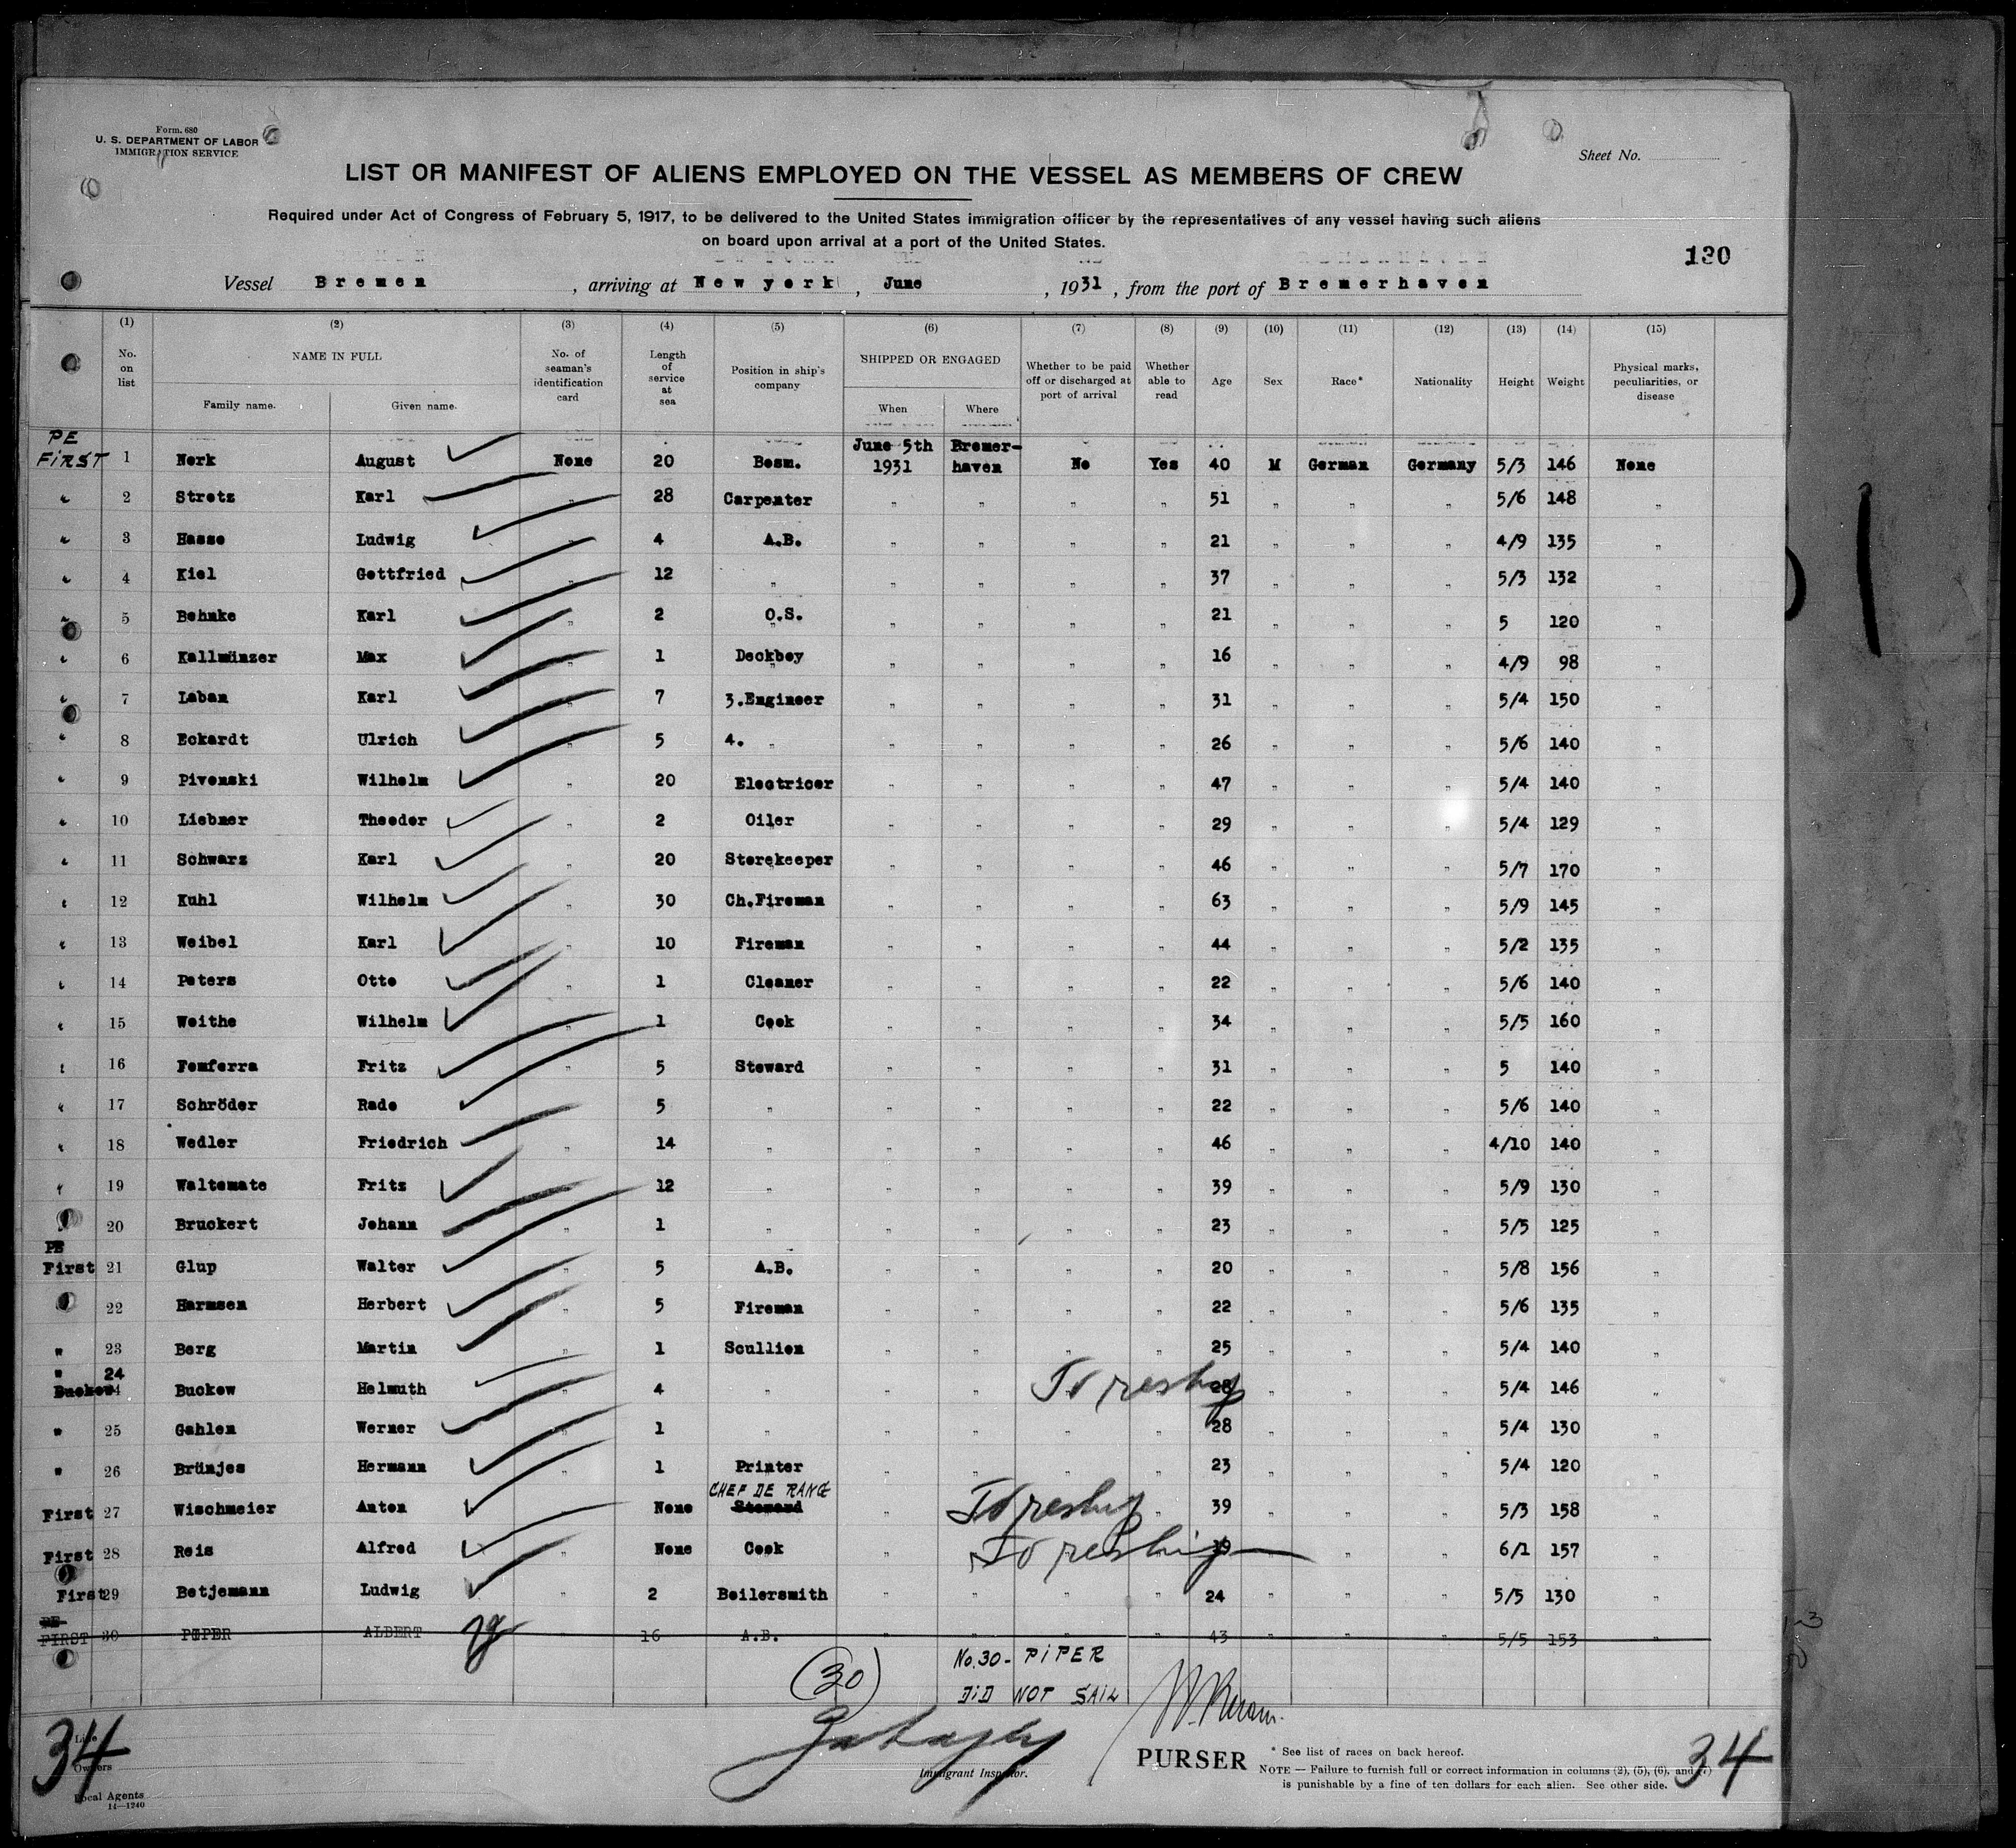 Form. 680
U. S. DEPARTMENT OF LABOR
IMMIGRATION SERVICE
Sheet No.
LIST OR MANIFEST OF ALIENS EMPLOYED ON THE VESSEL AS MEMBERS OF CREW
Required under Act of Congress of February 5, 1917, to be delivered to the United States immigration officer by the representatives of any vessel having such aliens
on board upon arrival at a port of the United States.
130
Vessel Bremen , arriving at New york , June , 1931 , from the port of Bremerhaven
(1) (2) (3) (4) (5) (6) (7) (8) (9) (10) (11) (12) (13) (14) (15)
No. on list NAME IN FULL Family name. Given name. No. of seaman's identification card Length of service at sea Position in ship's company SHIPPED OR ENGAGED When Where Whether to be paid off or discharged at port of arrival Whether able to read Age Sex Race* Nationality Height Weight Physical marks, peculiarities, or disease
PE
FIRST 1 Nerk August None 20 Bosm. June 5th 1931 Bremer-haven No Yes 40 M German Germany 5/3 146 None
" 2 Stretz Karl " 28 Carpenter " " " " 51 " " " 5/6 148 "
" 3 Hasse Ludwig " 4 A.B. " " " " 21 " " " 4/9 135 "
" 4 Kiel Gottfried " 12 " " " " " 37 " " " 5/3 132 "
" 5 Behnke Karl " 2 O.S. " " " " 21 " " " 5 120 "
" 6 Kallmünzer Max " 1 Deckboy " " " " 16 " " " 4/9 98 "
" 7 Laban Karl " 7 3.Engineer " " " " 31 " " " 5/4 150 "
" 8 Eckardt Ulrich " 5 4. " " " " " 26 " " " 5/6 140 "
" 9 Pivonski Wilhelm " 20 Electricer " " " " 47 " " " 5/4 140 "
" 10 Liebner Theodor " 2 Oiler " " " " 29 " " " 5/4 129 "
" 11 Schwarz Karl " 20 Storekeeper " " " " 46 " " " 5/7 170 "
" 12 Kuhl Wilhelm " 30 Ch.Fireman " " " " 63 " " " 5/9 145 "
" 13 Weibel Karl " 10 Fireman " " " " 44 " " " 5/2 135 "
" 14 Peters Otto " 1 Cleaner " " " " 22 " " " 5/6 140 "
" 15 Weithe Wilhelm " 1 Cook " " " " 34 " " " 5/5 160 "
" 16 Femferra Fritz " 5 Steward " " " " 31 " " " 5 140 "
" 17 Schröder Rado " 5 " " " " " 22 " " " 5/6 140 "
" 18 Wedler Friedrich " 14 " " " " " 46 " " " 4/10 140 "
" 19 Waltemate Fritz " 12 " " " " " 39 " " " 5/9 130 "
" 20 Bruckert Johann " 1 " " " " " 23 " " " 5/5 125 "
PE
First 21 Glup Walter " 5 A.B. " " " " 20 " " " 5/8 156 "
22 Harmsen Herbert " 5 Fireman " " " " 22 " " " 5/6 135 "
" 23 Berg Martin " 1 Scullion " " " " 25 " " " 5/4 140 "
" 24
Buckow 24 Buckow Helmuth " 4 " " " To reship 28 " " " 5/4 146 "
" 25 Gahlen Werner " 1 " " " " " 28 " " " 5/4 130 "
" 26 Brünjes Hermann " 1 Printer " " " " 23 " " " 5/4 120 "
CHEF DE RANG
First 27 Wischmeier Anton " None Steward " To reship " 39 " " " 5/3 158 "
First 28 Reis Alfred " None Cook " To reship " " 6/1 157 "
First 29 Betjemann Ludwig " 2 Boilersmith " " " " 24 " " " 5/5 130 "
PE
FIRST 30 PIPER ALBERT 16 A.B. " " " " 43 " " " 5/5 153 "
No. 30 - PIPER
DID NOT SAIL
(30)
34
Line
Owners
Local Agents
14—1240
Immigrant Inspector.
PURSER
* See list of races on back hereof.
NOTE — Failure to furnish full or correct information in columns (2), (5), (6), and (7)
is punishable by a fine of ten dollars for each alien. See other side.
34